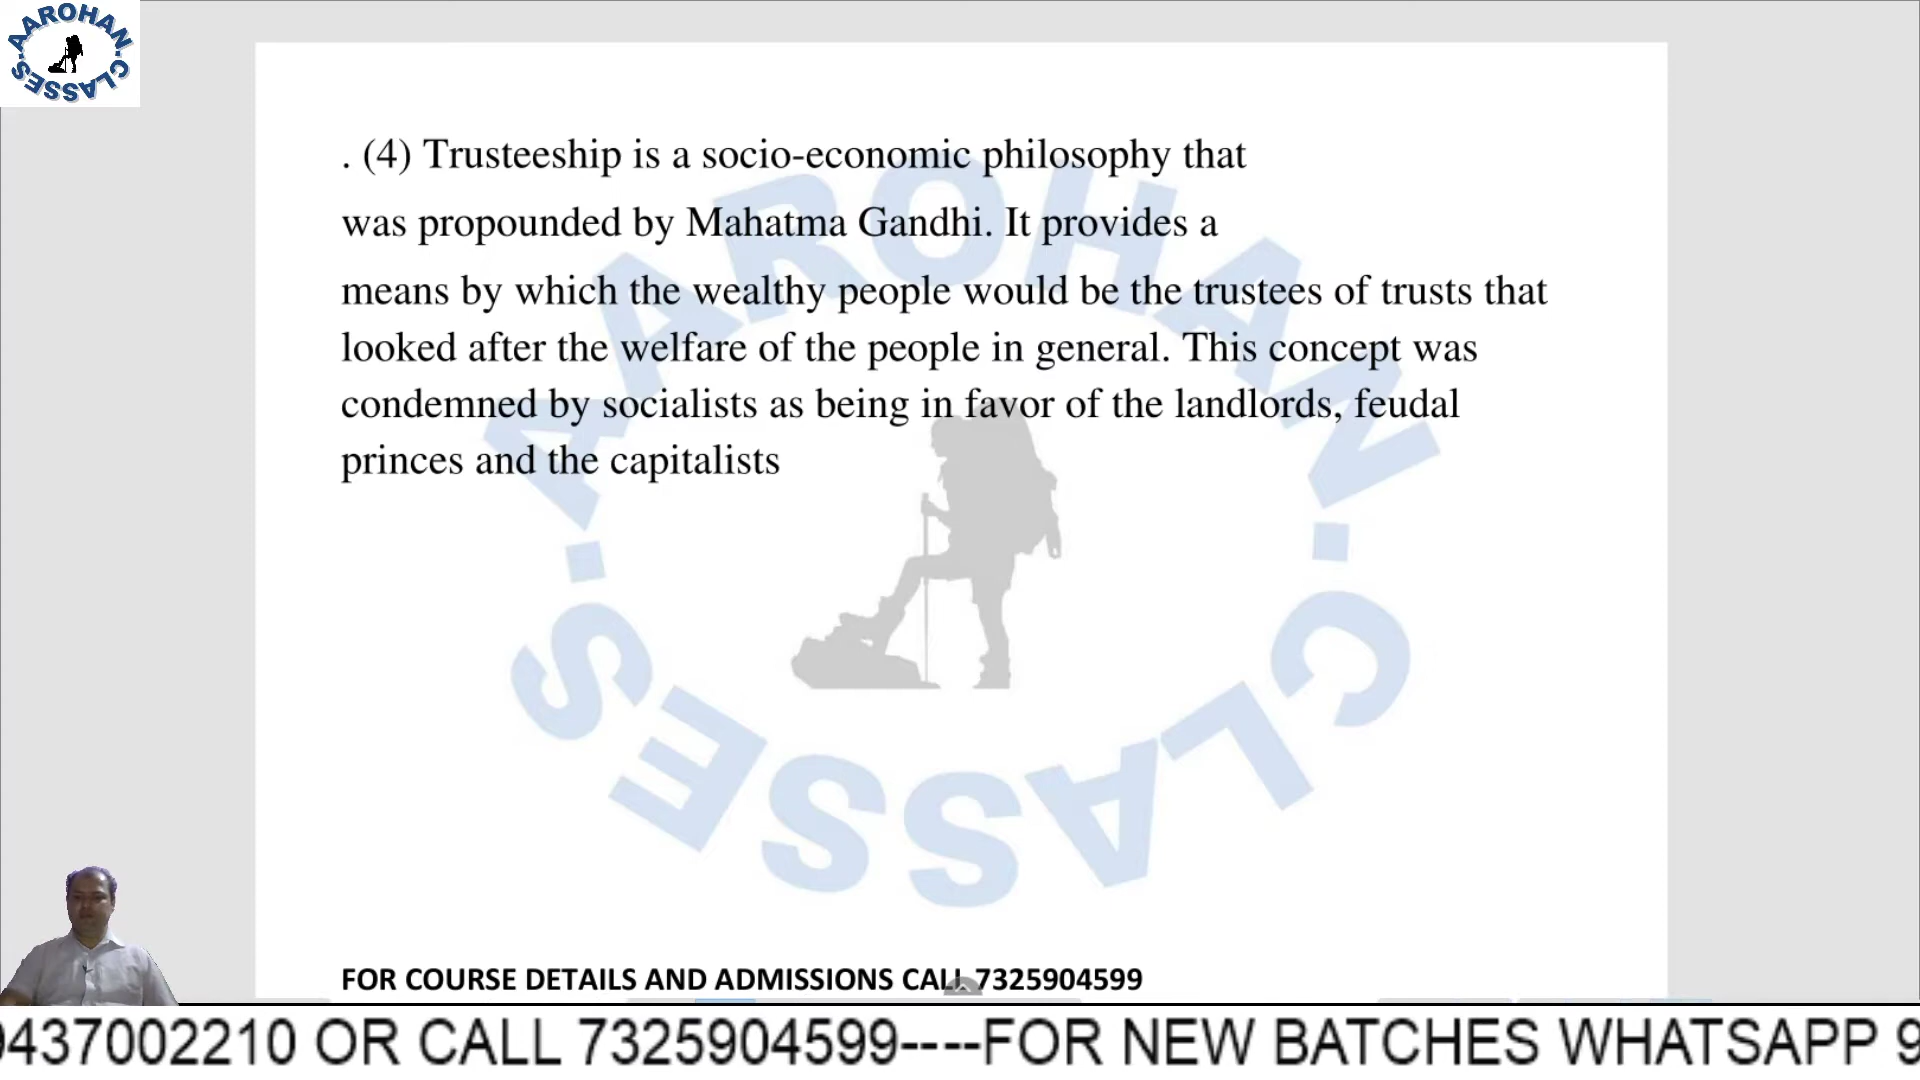 AAROHAN.CLASSES.
. (4) Trusteeship is a socio-economic philosophy that
was propounded by Mahatma Gandhi. It provides a
means by which the wealthy people would be the trustees of trusts that
looked after the welfare of the people in general. This concept was
condemned by socialists as being in favor of the landlords, feudal
princes and the capitalists
AAROHAN.CLASSES.
FOR COURSE DETAILS AND ADMISSIONS CALL 7325904599
9437002210 OR CALL 7325904599----FOR NEW BATCHES WHATSAPP 9